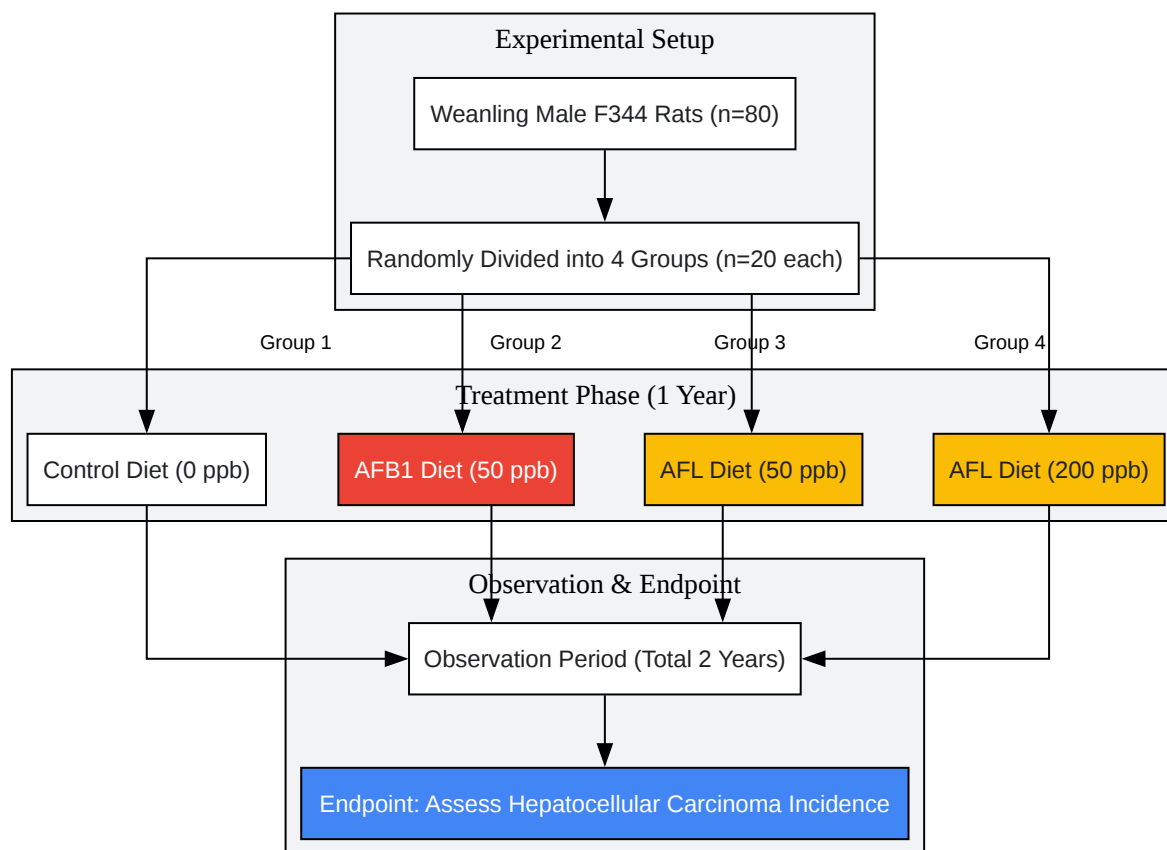 Experimental Setup
Weanling Male F344 Rats (n=80)
Randomly Divided into 4 Groups (n=20 each)
Group 1
Group 2
Group 3
Group 4
Treatment Phase (1 Year)
Control Diet (0 ppb)
AFB1 Diet (50 ppb)
AFL Diet (50 ppb)
AFL Diet (200 ppb)
Observation & Endpoint
Observation Period (Total 2 Years)
Endpoint: Assess Hepatocellular Carcinoma Incidence